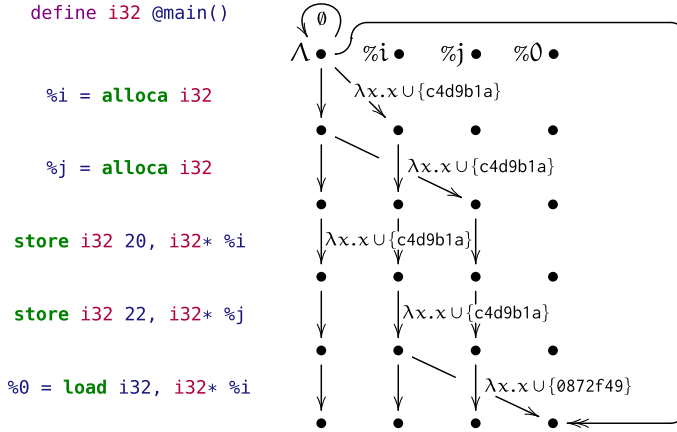 define i32 @main()
∅
Λ %i %j %0
%i = alloca i32
λx.x ∪ {c4d9b1a}
%j = alloca i32
λx.x ∪ {c4d9b1a}
store i32 20, i32* %i
λx.x ∪ {c4d9b1a}
store i32 22, i32* %j
λx.x ∪ {c4d9b1a}
%0 = load i32, i32* %i
λx.x ∪ {0872f49}